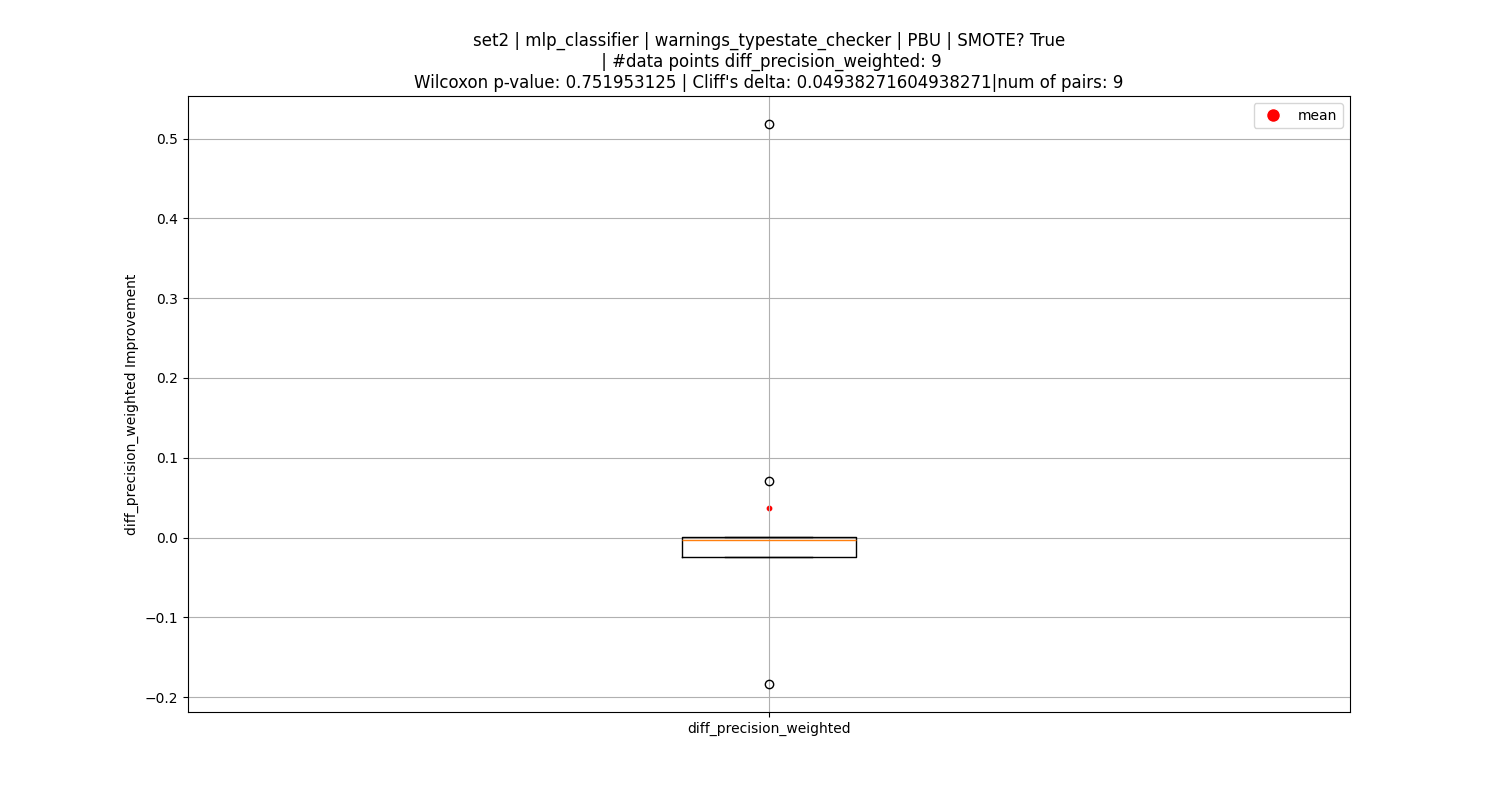 set2 | mlp_classifier | warnings_typestate_checker | PBU | SMOTE? True
| #data points diff_precision_weighted: 9
Wilcoxon p-value: 0.751953125 | Cliff's delta: 0.04938271604938271|num of pairs: 9
mean
0.5
0.4
0.3
0.2
0.1
0.0
−0.1
−0.2
diff_precision_weighted Improvement
diff_precision_weighted